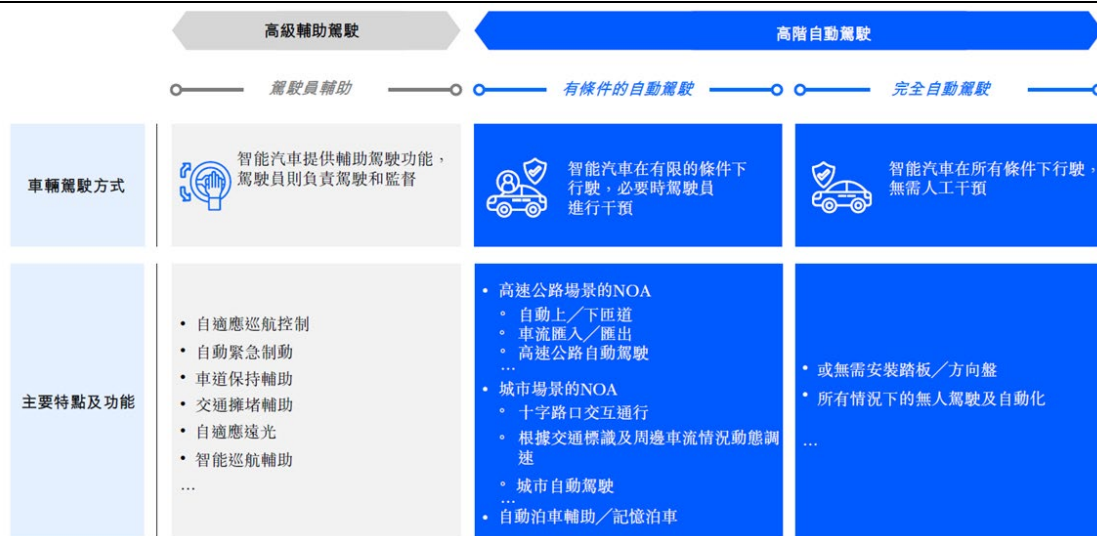 高級輔助駕駛
高階自動駕駛
駕駛員輔助
有條件的自動駕駛
完全自動駕駛
車輛駕駛方式
智能汽車提供輔助駕駛功能，
駕駛員則負責駕駛和監督
智能汽車在有限的條件下
行駛，必要時駕駛員
進行干預
智能汽車在所有條件下行駛，
無需人工干預
主要特點及功能
• 自適應巡航控制
• 自動緊急制動
• 車道保持輔助
• 交通擁堵輔助
• 自適應遠光
• 智能巡航輔助
…
• 高速公路場景的NOA
◦ 自動上／下匝道
◦ 車流匯入／匯出
◦ 高速公路自動駕駛
…
• 城市場景的NOA
◦ 十字路口交互通行
◦ 根據交通標識及周邊車流情況動態調
速
◦ 城市自動駕駛
…
• 自動泊車輔助／記憶泊車
• 或無需安裝踏板／方向盤
• 所有情況下的無人駕駛及自動化
…